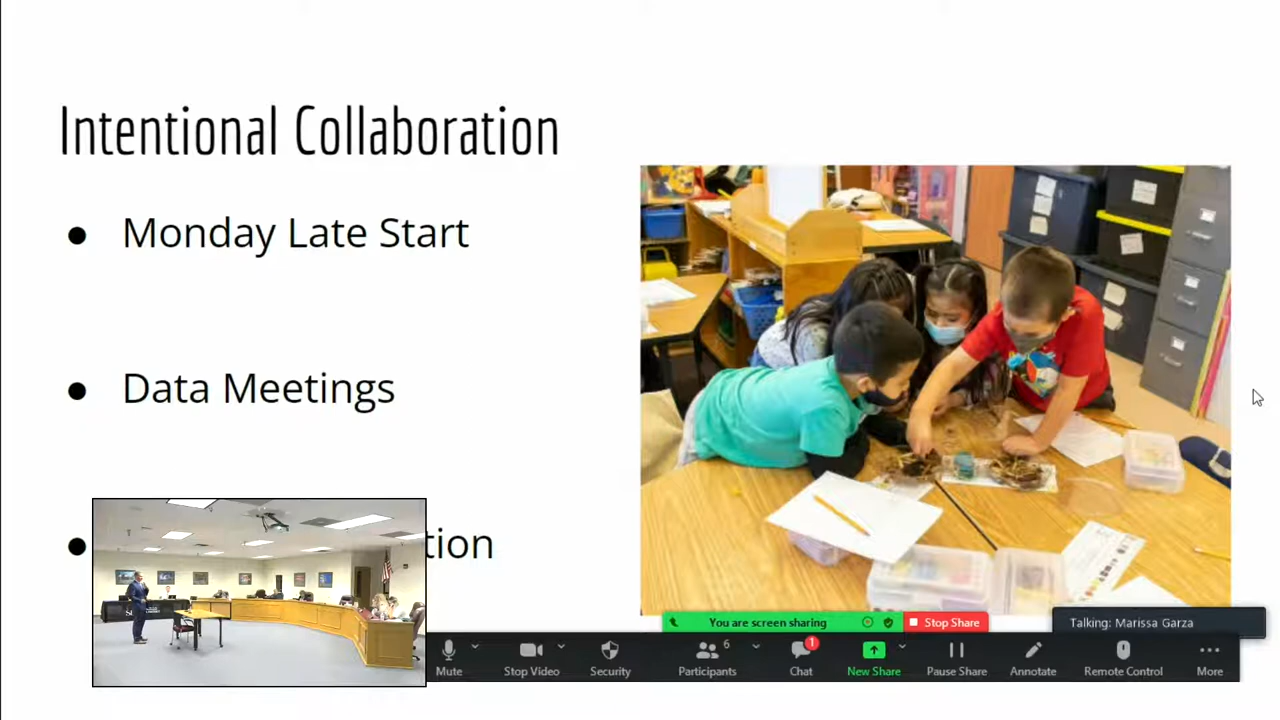 Intentional Collaboration
● Monday Late Start
● Data Meetings
● tion
You are screen sharing
Stop Share
Talking: Marissa Garza
Mute
Stop Video
Security
6
Participants
1
Chat
New Share
Pause Share
Annotate
Remote Control
More